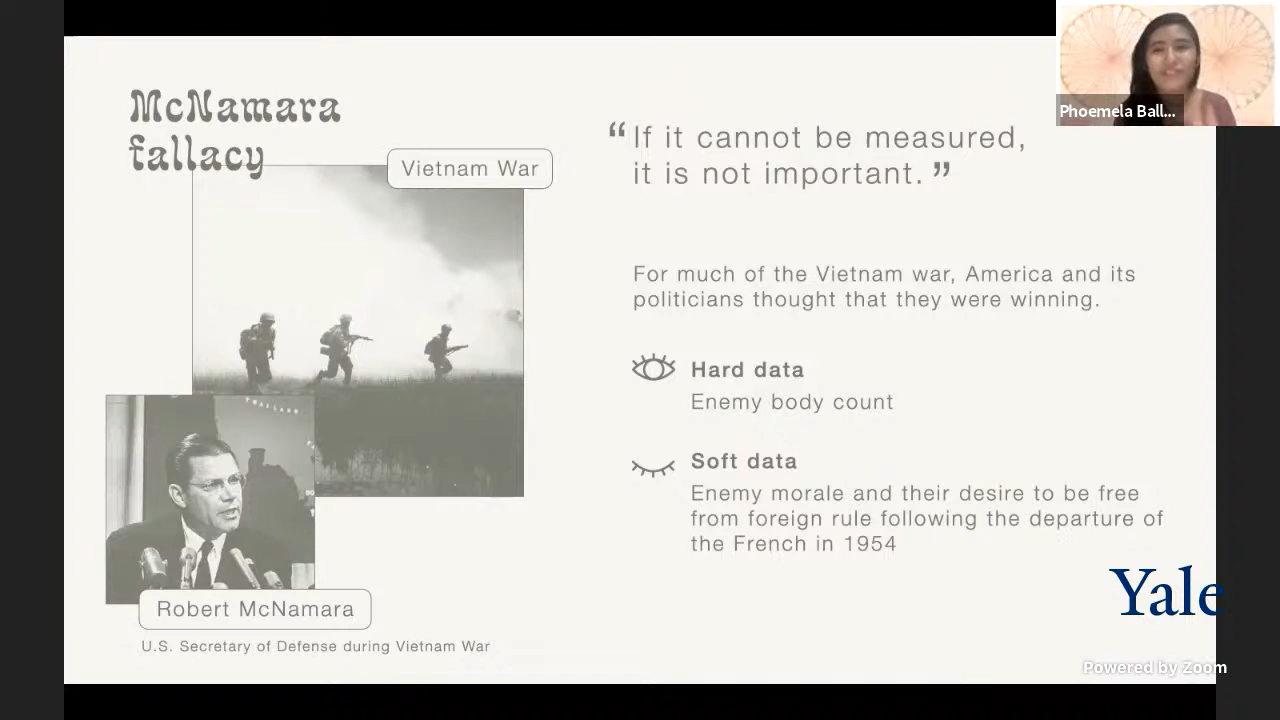 McNamara
fallacy
Vietnam War
THAILAND
Robert McNamara
U.S. Secretary of Defense during Vietnam War
“If it cannot be measured,
it is not important.”
For much of the Vietnam war, America and its
politicians thought that they were winning.
Hard data
Enemy body count
Soft data
Enemy morale and their desire to be free
from foreign rule following the departure of
the French in 1954
Phoemela Ball...
Yale
Powered by Zoom